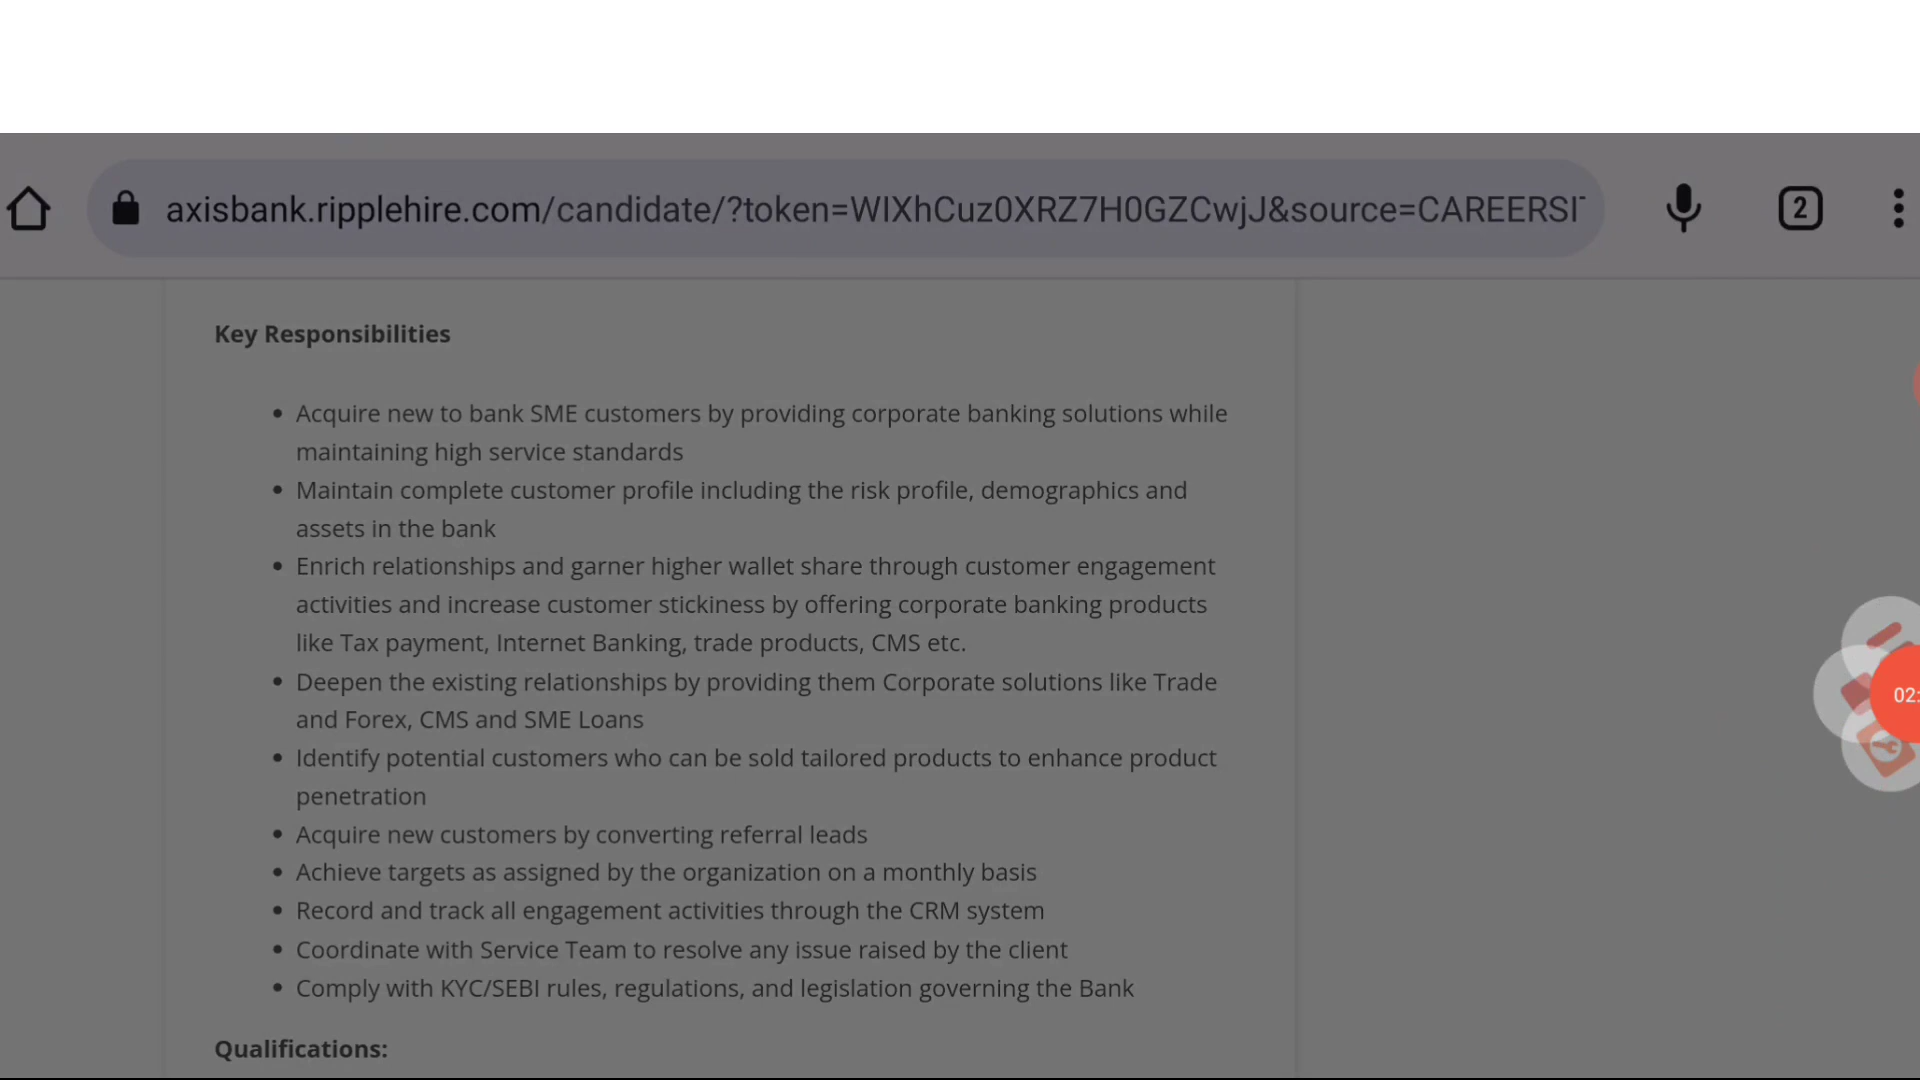 axisbank.ripplehire.com/candidate/?token=WIXhCuz0XRZ7H0GZCwjJ&source=CAREERSIT
2
Key Responsibilities
• Acquire new to bank SME customers by providing corporate banking solutions while
maintaining high service standards
• Maintain complete customer profile including the risk profile, demographics and
assets in the bank
• Enrich relationships and garner higher wallet share through customer engagement
activities and increase customer stickiness by offering corporate banking products
like Tax payment, Internet Banking, trade products, CMS etc.
• Deepen the existing relationships by providing them Corporate solutions like Trade
and Forex, CMS and SME Loans
• Identify potential customers who can be sold tailored products to enhance product
penetration
• Acquire new customers by converting referral leads
• Achieve targets as assigned by the organization on a monthly basis
• Record and track all engagement activities through the CRM system
• Coordinate with Service Team to resolve any issue raised by the client
• Comply with KYC/SEBI rules, regulations, and legislation governing the Bank
02:
Qualifications: